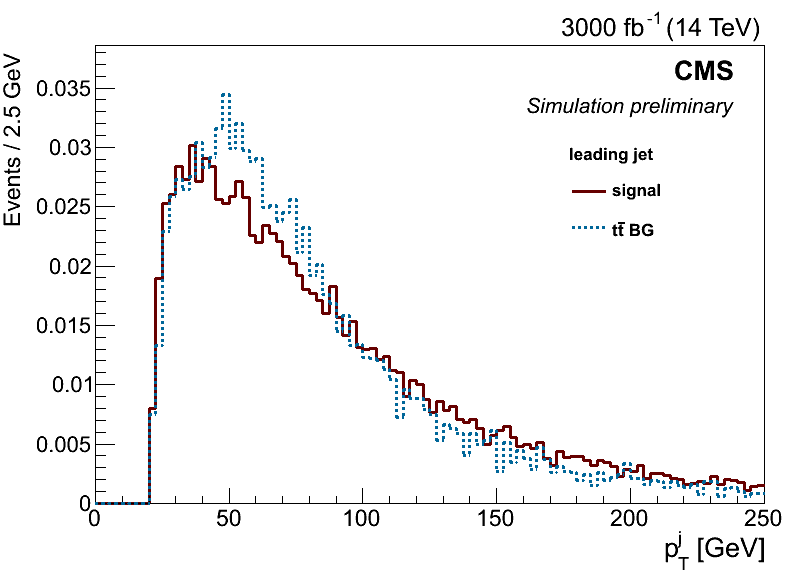 3000 fb⁻¹ (14 TeV)
CMS
Simulation preliminary
leading jet
signal
tt̄ BG
Events / 2.5 GeV
0.035
0.03
0.025
0.02
0.015
0.01
0.005
0
0 50 100 150 200 250
p_T^j [GeV]